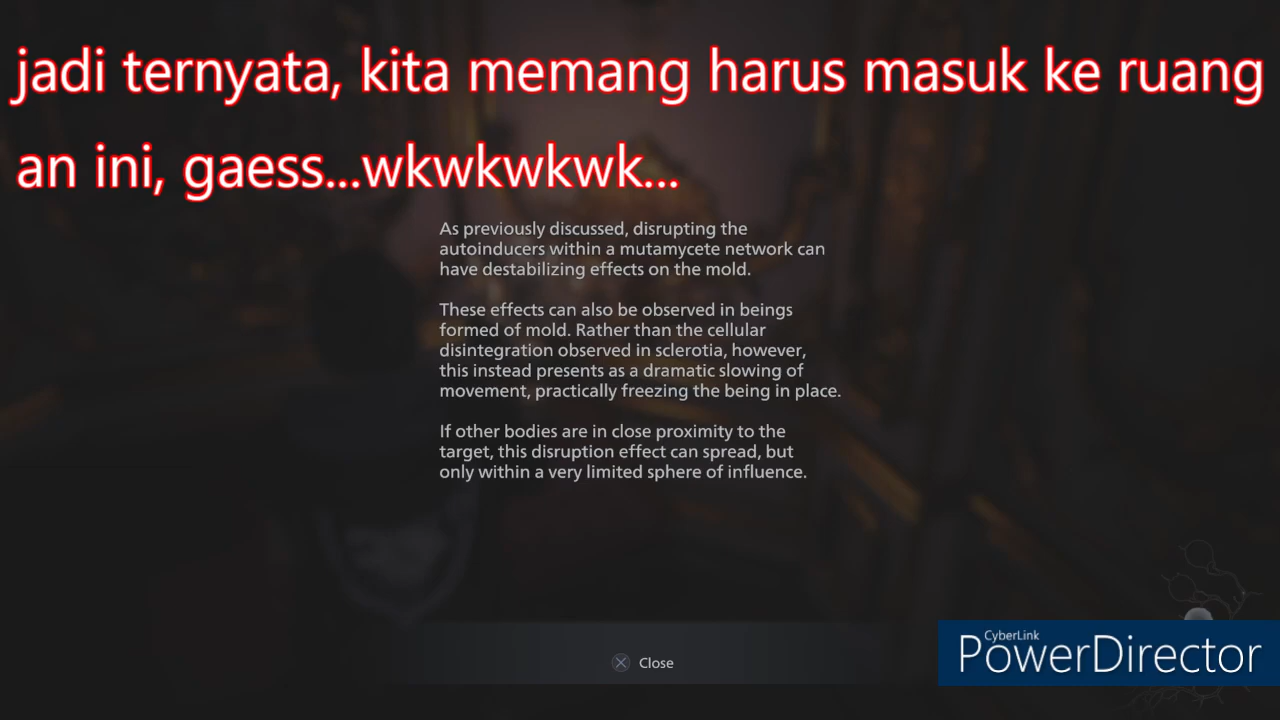 jadi ternyata, kita memang harus masuk ke ruang
an ini, gaess...wkwkwkwk...
As previously discussed, disrupting the
autoinducers within a mutamycete network can
have destabilizing effects on the mold.
These effects can also be observed in beings
formed of mold. Rather than the cellular
disintegration observed in sclerotia, however,
this instead presents as a dramatic slowing of
movement, practically freezing the being in place.
If other bodies are in close proximity to the
target, this disruption effect can spread, but
only within a very limited sphere of influence.
Close
CyberLink
PowerDirector